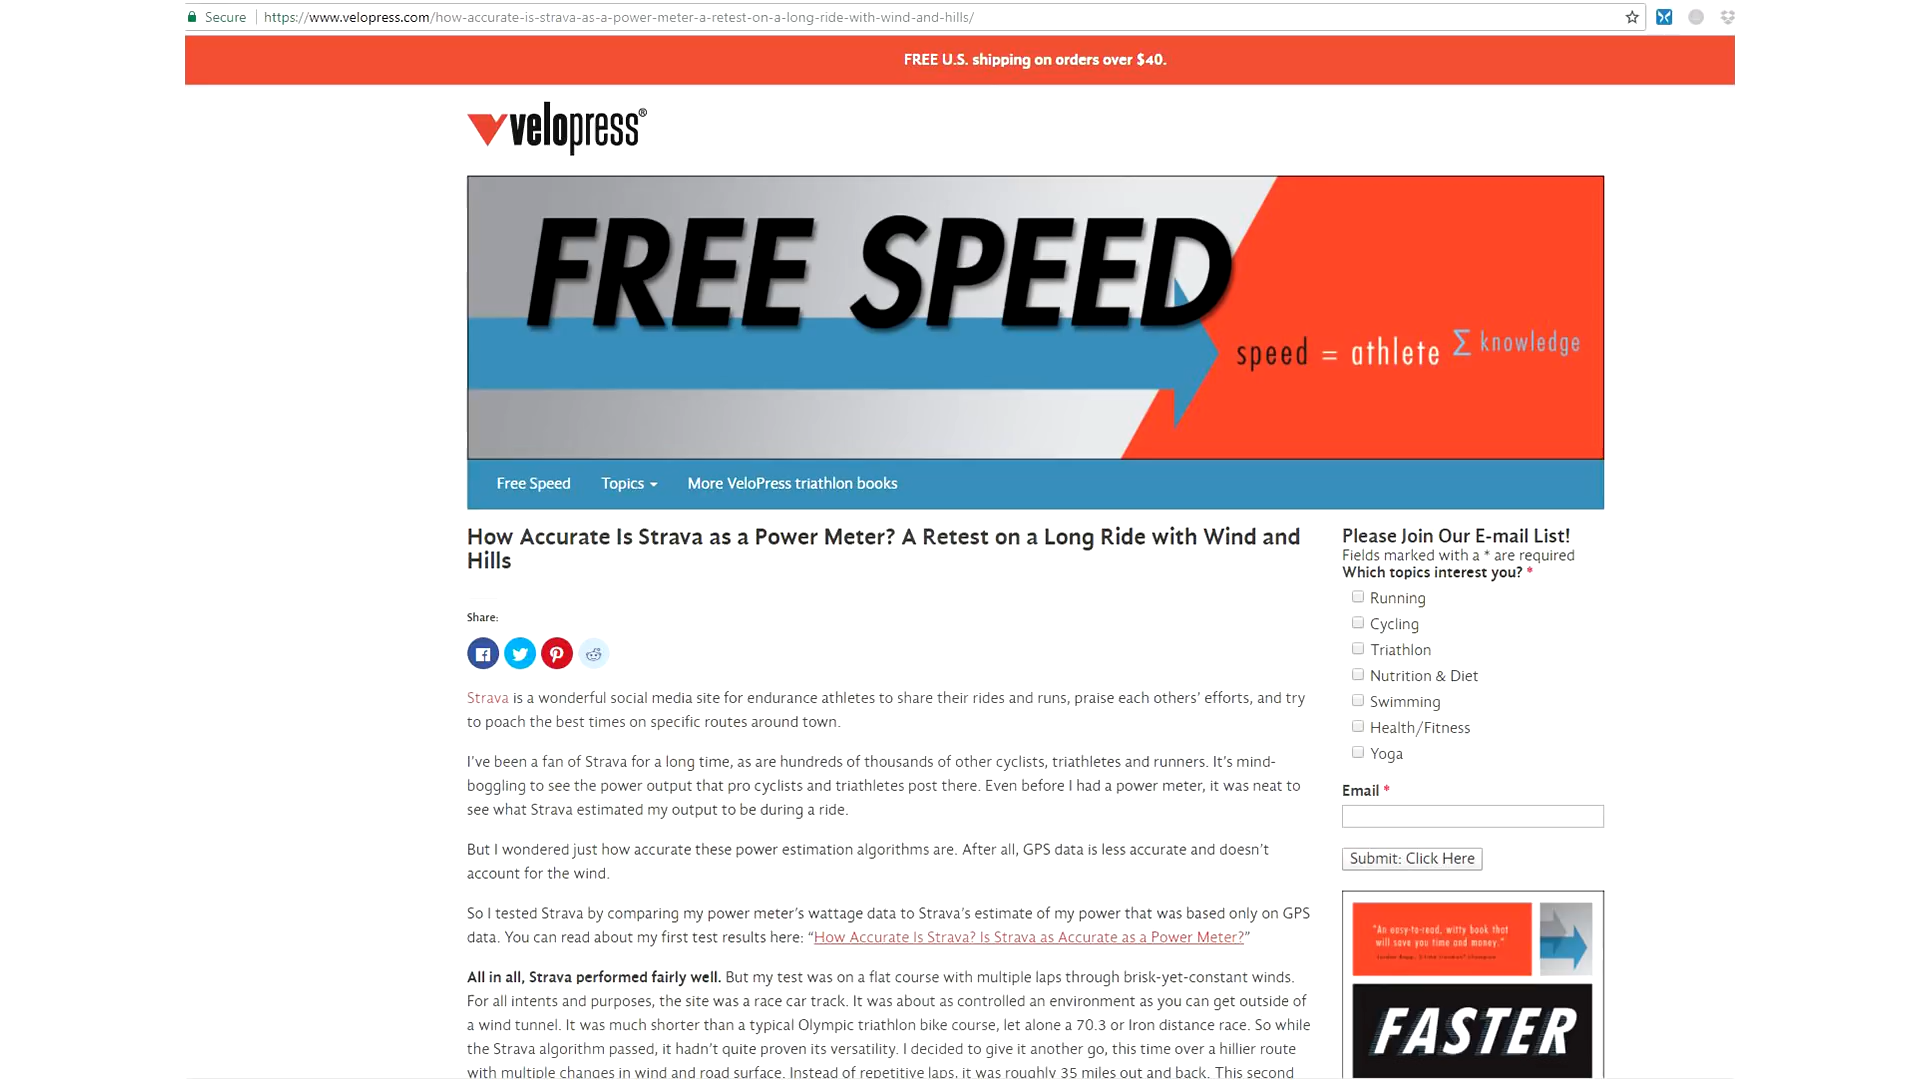 Secure https://www.velopress.com/how-accurate-is-strava-as-a-power-meter-a-retest-on-a-long-ride-with-wind-and-hills/
FREE U.S. shipping on orders over $40.
velopress®
FREE SPEED
speed = athlete Σ knowledge
Free Speed Topics More VeloPress triathlon books
How Accurate Is Strava as a Power Meter? A Retest on a Long Ride with Wind and
Hills
Share:
Strava is a wonderful social media site for endurance athletes to share their rides and runs, praise each others’ efforts, and try
to poach the best times on specific routes around town.
I’ve been a fan of Strava for a long time, as are hundreds of thousands of other cyclists, triathletes and runners. It’s mind-
boggling to see the power output that pro cyclists and triathletes post there. Even before I had a power meter, it was neat to
see what Strava estimated my output to be during a ride.
But I wondered just how accurate these power estimation algorithms are. After all, GPS data is less accurate and doesn’t
account for the wind.
So I tested Strava by comparing my power meter’s wattage data to Strava’s estimate of my power that was based only on GPS
data. You can read about my first test results here: “How Accurate Is Strava? Is Strava as Accurate as a Power Meter?”
All in all, Strava performed fairly well. But my test was on a flat course with multiple laps through brisk-yet-constant winds.
For all intents and purposes, the site was a race car track. It was about as controlled an environment as you can get outside of
a wind tunnel. It was much shorter than a typical Olympic triathlon bike course, let alone a 70.3 or Iron distance race. So while
the Strava algorithm passed, it hadn’t quite proven its versatility. I decided to give it another go, this time over a hillier route
with multiple changes in wind and road surface. Instead of repetitive laps, it was roughly 35 miles out and back. This second
Please Join Our E-mail List!
Fields marked with a * are required
Which topics interest you? *
Running
Cycling
Triathlon
Nutrition & Diet
Swimming
Health/Fitness
Yoga
Email *
Submit: Click Here
"An easy-to-read, witty book that
will save you time and money."
FASTER